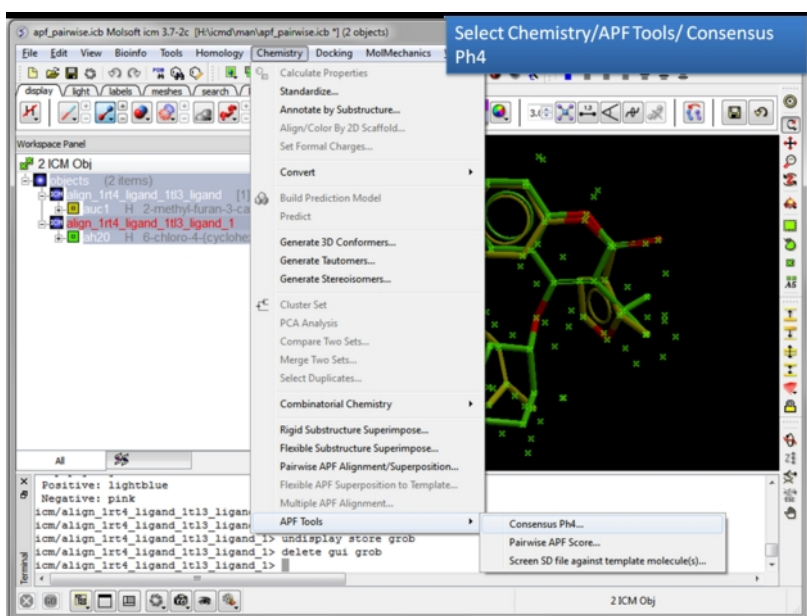 apf_pairwise.icb Molsoft icm 3.7-2c [H:\icmd\man\apf_pairwise.icb *] (2 objects)
Select Chemistry/APF Tools/ Consensus
Ph4
File Edit View Bioinfo Tools Homology Chemistry Docking MolMechanics
display light labels meshes search
Workspace Panel
2 ICM Obj
objects (2 items)
align_1rt4_ligand_1tl3_ligand [1]
auc1 H 2-methyl-furan-3-ca
align_1rt4_ligand_1tl3_ligand_1
ah20 H 6-chloro-4-(cyclohe
All
Calculate Properties
Standardize...
Annotate by Substructure...
Align/Color By 2D Scaffold...
Set Formal Charges...
Convert
Build Prediction Model
Predict
Generate 3D Conformers...
Generate Tautomers...
Generate Stereoisomers...
Cluster Set
PCA Analysis
Compare Two Sets...
Merge Two Sets...
Select Duplicates...
Combinatorial Chemistry
Rigid Substructure Superimpose...
Flexible Substructure Superimpose...
Pairwise APF Alignment/Superposition...
Flexible APF Superposition to Template...
Multiple APF Alignment...
APF Tools
Consensus Ph4...
Pairwise APF Score...
Screen SD file against template molecule(s)...
Terminal
Positive: lightblue
Negative: pink
icm/align_1rt4_ligand_1tl3_ligand
icm/align_1rt4_ligand_1tl3_ligand
icm/align_1rt4_ligand_1tl3_ligand_1> undisplay store grob
icm/align_1rt4_ligand_1tl3_ligand_1> delete gui grob
icm/align_1rt4_ligand_1tl3_ligand_1>
2 ICM Obj